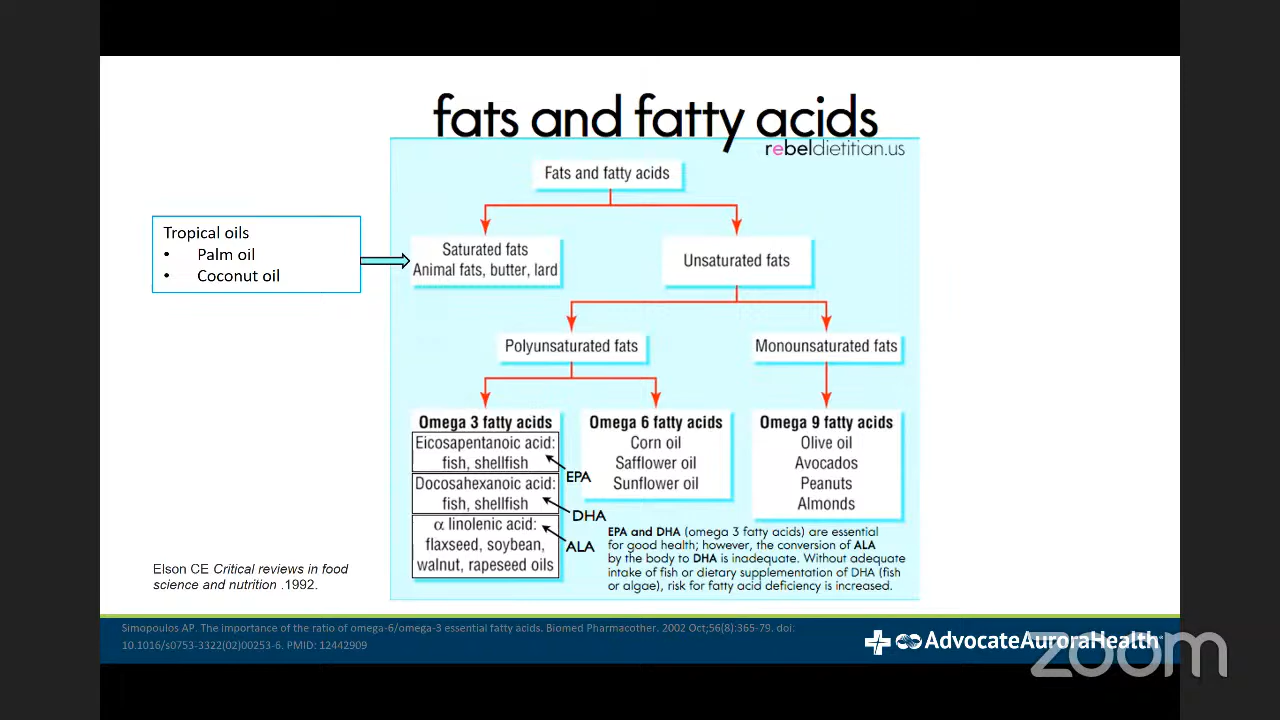 fats and fatty acids
rebeldietitian.us
Fats and fatty acids
Tropical oils
• Palm oil
• Coconut oil
Saturated fats
Animal fats, butter, lard
Unsaturated fats
Polyunsaturated fats
Monounsaturated fats
Omega 3 fatty acids
Eicosapentanoic acid:
fish, shellfish
EPA
Docosahexanoic acid:
fish, shellfish
DHA
α linolenic acid:
flaxseed, soybean,
walnut, rapeseed oils
ALA
Omega 6 fatty acids
Corn oil
Safflower oil
Sunflower oil
Omega 9 fatty acids
Olive oil
Avocados
Peanuts
Almonds
EPA and DHA (omega 3 fatty acids) are essential
for good health; however, the conversion of ALA
by the body to DHA is inadequate. Without adequate
intake of fish or dietary supplementation of DHA (fish
or algae), risk for fatty acid deficiency is increased.
Elson CE Critical reviews in food
science and nutrition .1992.
Simopoulos AP. The importance of the ratio of omega-6/omega-3 essential fatty acids. Biomed Pharmacother. 2002 Oct;56(8):365-79. doi:
10.1016/s0753-3322(02)00253-6. PMID: 12442909
AdvocateAuroraHealth
zoom